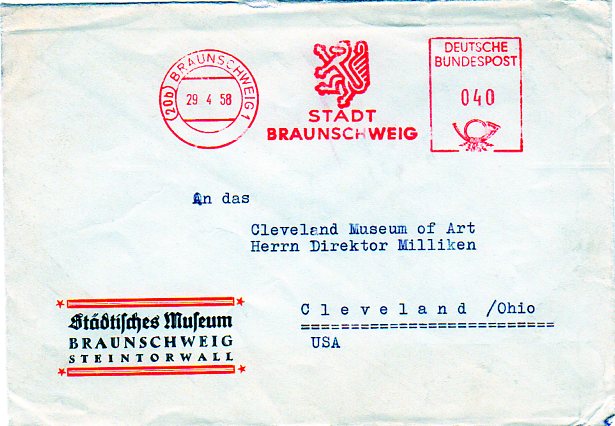 (20b) BRAUNSCHWEIG 1
29.4.58
STADT
BRAUNSCHWEIG
DEUTSCHE
BUNDESPOST
040
An das
Cleveland Museum of Art
Herrn Direktor Milliken
Cleveland /Ohio
USA
Städtisches Museum
BRAUNSCHWEIG
STEINTORWALL